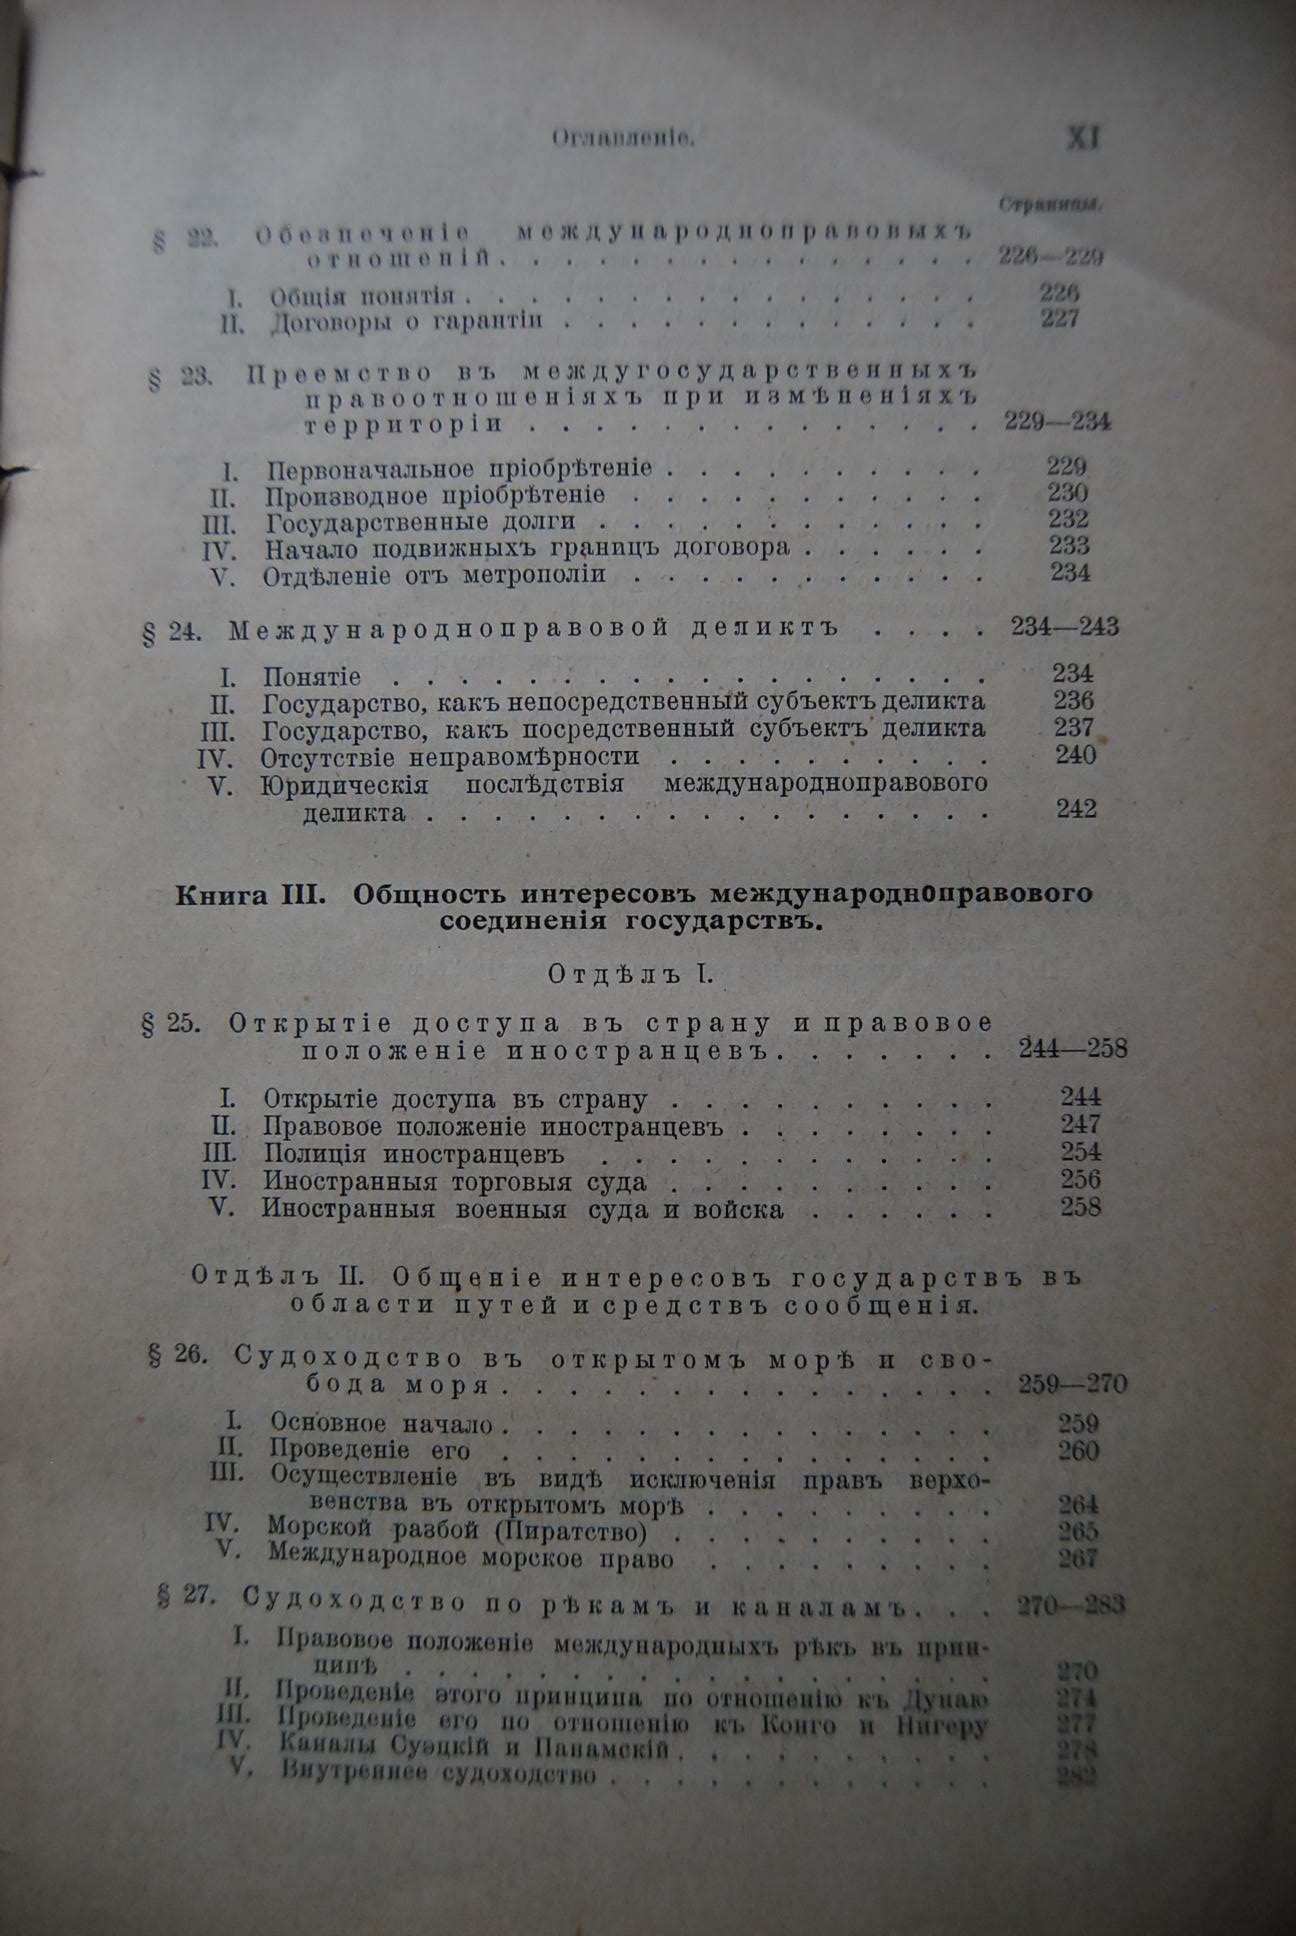 Оглавленіе. XI
Страницы.
§ 22. Обезпеченіе международноправовыхъ
отношеній. . . . . . . . . . . . . . . 226—229
I. Общія понятія . . . . . . . . . . . . . . . . 226
II. Договоры о гарантіи . . . . . . . . . . . . . 227
§ 23. Преемство въ междугосударственныхъ
правоотношеніяхъ при измѣненіяхъ
территоріи . . . . . . . . . . . . . . 229—234
I. Первоначальное пріобрѣтеніе . . . . . . . . . . 229
II. Производное пріобрѣтеніе . . . . . . . . . . . 230
III. Государственные долги . . . . . . . . . . . . 232
IV. Начало подвижныхъ границъ договора . . . . . . 233
V. Отдѣленіе отъ метрополіи . . . . . . . . . . . 234
§ 24. Международноправовой деликтъ . . . . 234—243
I. Понятіе . . . . . . . . . . . . . . . . . . 234
II. Государство, какъ непосредственный субъектъ деликта 236
III. Государство, какъ посредственный субъектъ деликта 237
IV. Отсутствіе неправомѣрности . . . . . . . . . . 240
V. Юридическія послѣдствія международноправового
деликта . . . . . . . . . . . . . . . . . 242
Книга III. Общность интересовъ международноправового
соединенія государствъ.
Отдѣлъ I.
§ 25. Открытіе доступа въ страну и правовое
положеніе иностранцевъ. . . . . . . 244—258
I. Открытіе доступа въ страну . . . . . . . . . . 244
II. Правовое положеніе иностранцевъ . . . . . . . . 247
III. Полиція иностранцевъ . . . . . . . . . . . . 254
IV. Иностранныя торговыя суда . . . . . . . . . . 256
V. Иностранныя военныя суда и войска . . . . . . 258
Отдѣлъ II. Общеніе интересовъ государствъ въ
области путей и средствъ сообщенія.
§ 26. Судоходство въ открытомъ морѣ и сво-
бода моря . . . . . . . . . . . . . . . 259—270
I. Основное начало . . . . . . . . . . . . . . . 259
II. Проведеніе его . . . . . . . . . . . . . . . 260
III. Осуществленіе въ видѣ исключенія правъ верхо-
венства въ открытомъ морѣ . . . . . . . . . 264
IV. Морской разбой (Пиратство) . . . . . . . . . . 265
V. Международное морское право . . . . . . . . . 267
§ 27. Судоходство по рѣкамъ и каналамъ. . . 270—283
I. Правовое положеніе международныхъ рѣкъ въ прин-
ципѣ . . . . . . . . . . . . . . . . . . 270
II. Проведеніе этого принципа по отношенію къ Дунаю 274
III. Проведеніе его по отношенію къ Конго и Нигеру 277
IV. Каналы Суэцкій и Панамскій . . . . . . . . . . 278
V. Внутреннее судоходство . . . . . . . . . . . . 282